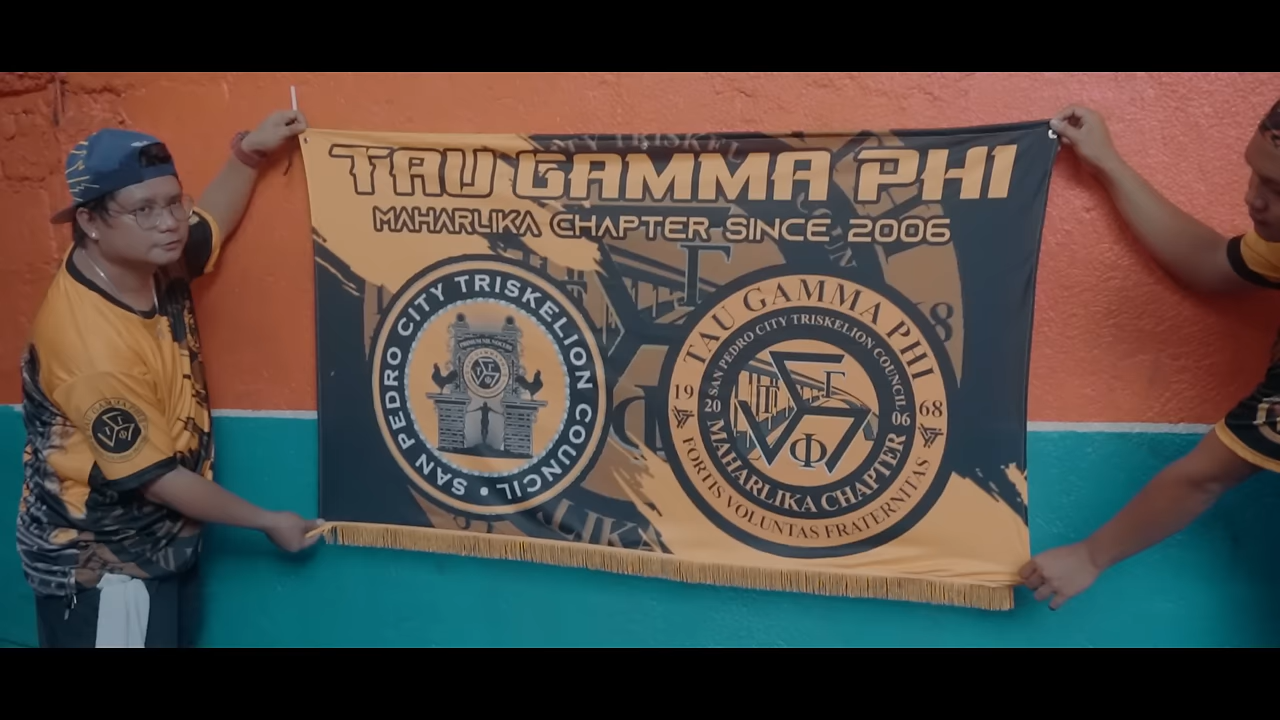 TAU GAMMA PHI
MAHARLIKA CHAPTER SINCE 2006
SAN PEDRO CITY TRISKELION COUNCIL •
TAU GAMMA PHI
SAN PEDRO CITY TRISKELION COUNCIL
19 68
20 06
Τ Γ
Φ
MAHARLIKA CHAPTER
FORTIS VOLUNTAS FRATERNITAS